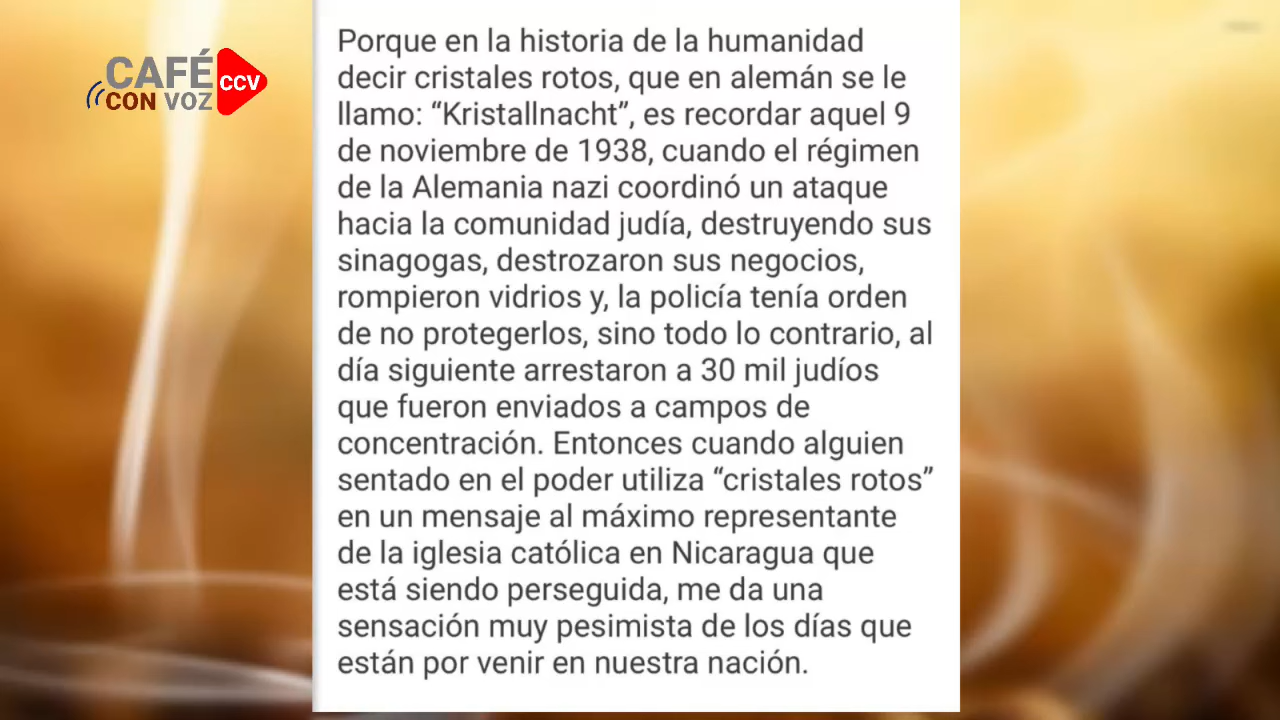 CAFÉ
CON VOZ
CCV
Porque en la historia de la humanidad
decir cristales rotos, que en alemán se le
llamo: “Kristallnacht”, es recordar aquel 9
de noviembre de 1938, cuando el régimen
de la Alemania nazi coordinó un ataque
hacia la comunidad judía, destruyendo sus
sinagogas, destrozaron sus negocios,
rompieron vidrios y, la policía tenía orden
de no protegerlos, sino todo lo contrario, al
día siguiente arrestaron a 30 mil judíos
que fueron enviados a campos de
concentración. Entonces cuando alguien
sentado en el poder utiliza “cristales rotos”
en un mensaje al máximo representante
de la iglesia católica en Nicaragua que
está siendo perseguida, me da una
sensación muy pesimista de los días que
están por venir en nuestra nación.